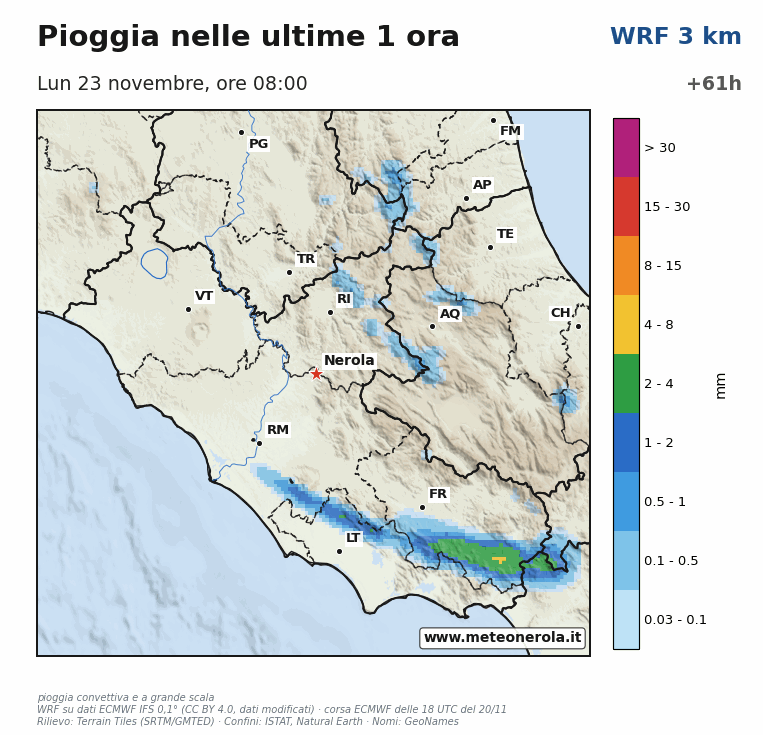 Pioggia nelle ultime 1 ora
WRF 3 km
Lun 23 novembre, ore 08:00
+61h
FM
PG
AP
TE
TR
VT
RI
AQ
CH
Nerola
RM
FR
LT
www.meteonerola.it
> 30
15 - 30
8 - 15
4 - 8
2 - 4
1 - 2
0.5 - 1
0.1 - 0.5
0.03 - 0.1
mm
pioggia convettiva e a grande scala
WRF su dati ECMWF IFS 0,1° (CC BY 4.0, dati modificati) · corsa ECMWF delle 18 UTC del 20/11
Rilievo: Terrain Tiles (SRTM/GMTED) · Confini: ISTAT, Natural Earth · Nomi: GeoNames